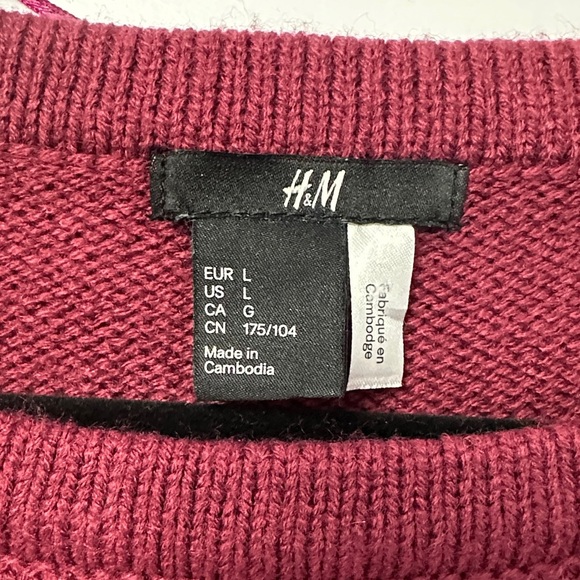 H&M
EUR L
US L
CA G
CN 175/104
Made in
Cambodia
Fabriqué en
Cambodge